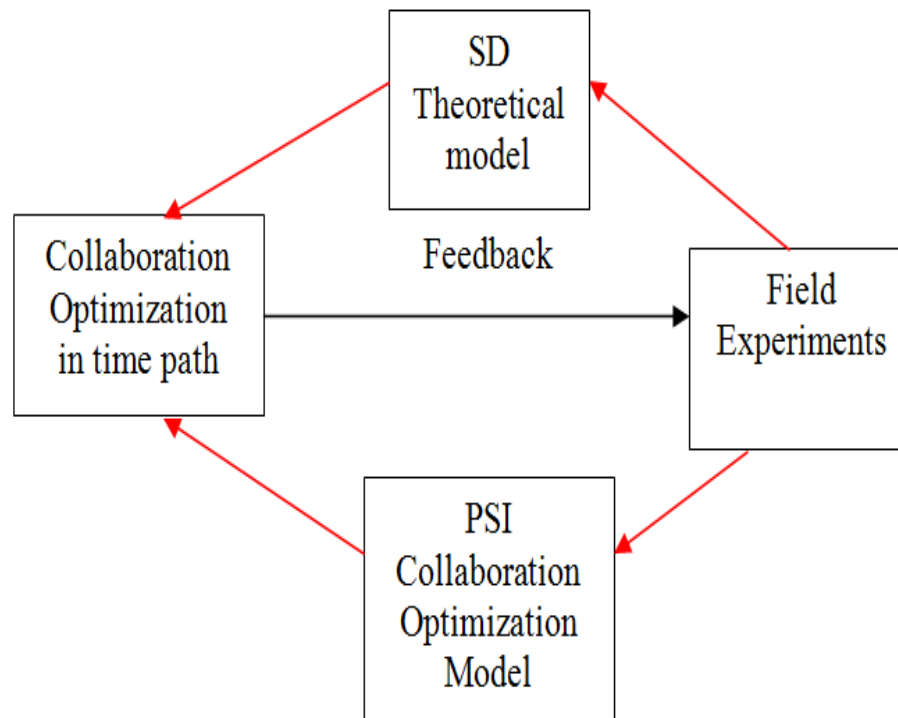 SD
Theoretical
model
Collaboration
Optimization
in time path
Feedback
Field
Experiments
PSI
Collaboration
Optimization
Model